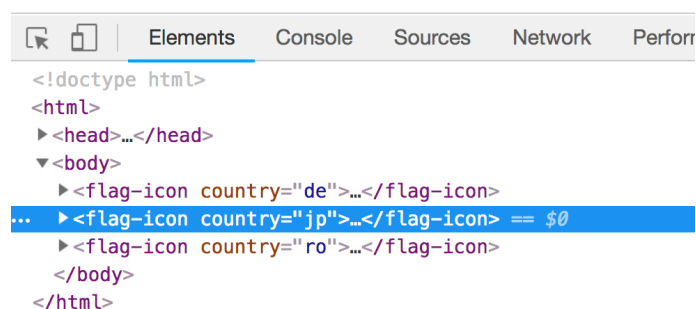 Elements Console Sources Network Perfor
<!doctype html>
<html>
▶<head>…</head>
▼<body>
▶<flag-icon country="de">…</flag-icon>
… ▶<flag-icon country="jp">…</flag-icon> == $0
▶<flag-icon country="ro">…</flag-icon>
</body>
</html>